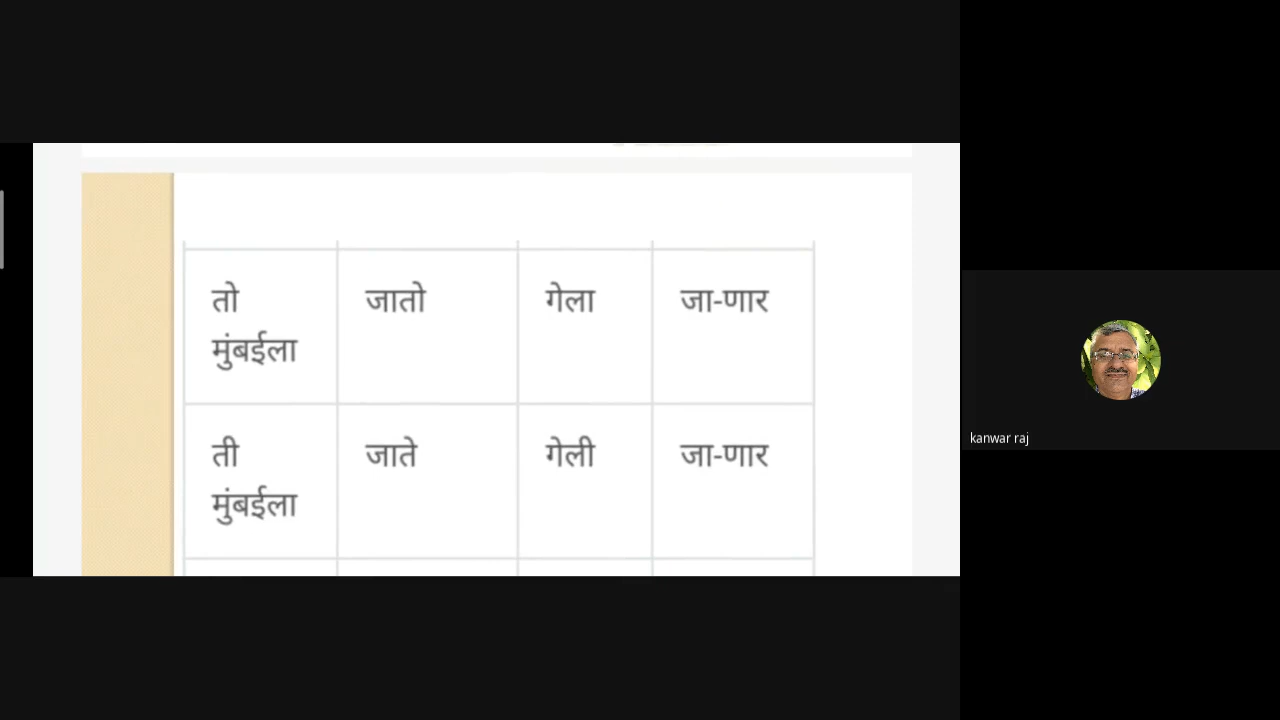 तो जातो गेला जा-णार
मुंबईला
ती जाते गेली जा-णार
मुंबईला
kanwar raj